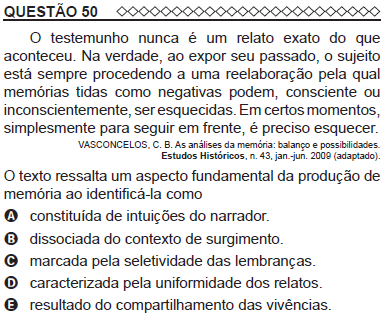 QUESTÃO 50
O testemunho nunca é um relato exato do que
aconteceu. Na verdade, ao expor seu passado, o sujeito
está sempre procedendo a uma reelaboração pela qual
memórias tidas como negativas podem, consciente ou
inconscientemente, ser esquecidas. Em certos momentos,
simplesmente para seguir em frente, é preciso esquecer.
VASCONCELOS, C. B. As análises da memória: balanço e possibilidades.
Estudos Históricos, n. 43, jan.-jun. 2009 (adaptado).
O texto ressalta um aspecto fundamental da produção de
memória ao identificá-la como
A constituída de intuições do narrador.
B dissociada do contexto de surgimento.
C marcada pela seletividade das lembranças.
D caracterizada pela uniformidade dos relatos.
E resultado do compartilhamento das vivências.